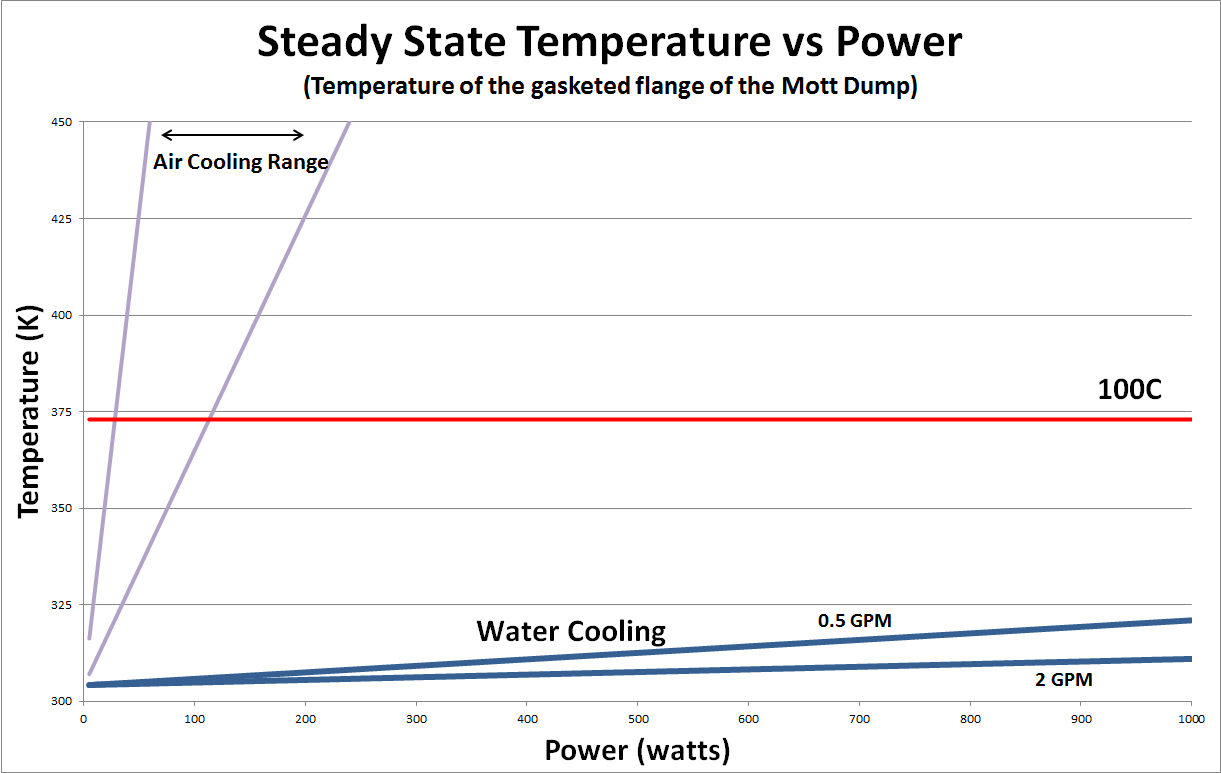 Steady State Temperature vs Power
(Temperature of the gasketed flange of the Mott Dump)
450
Air Cooling Range
425
400
Temperature (K)
100C
375
350
325
0.5 GPM
Water Cooling
2 GPM
300
0 100 200 300 400 500 600 700 800 900 1000
Power (watts)